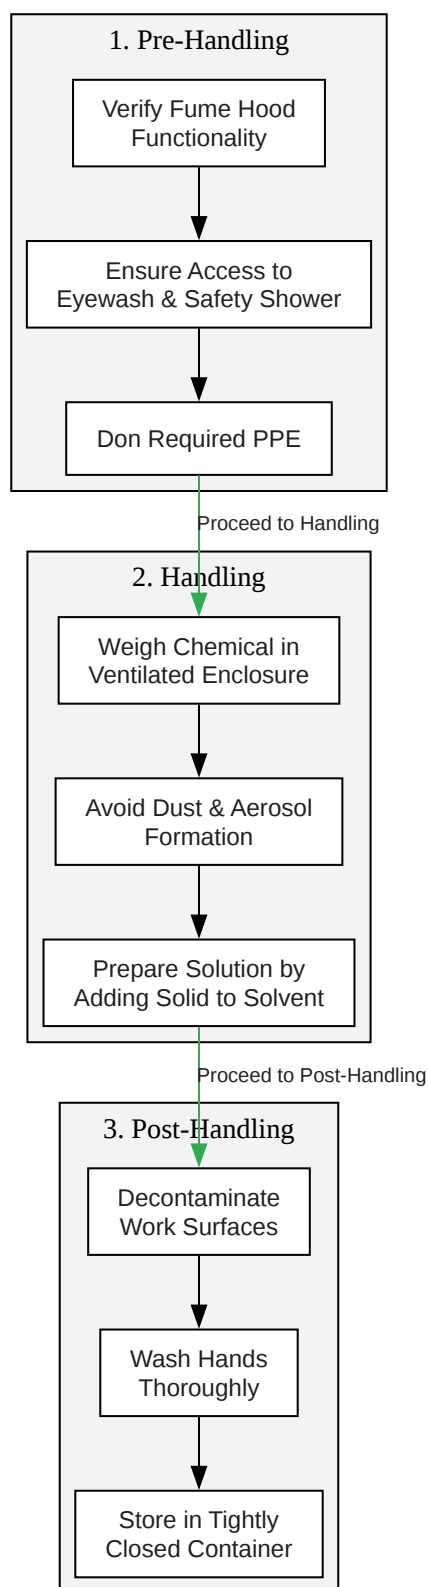 1. Pre-Handling
Verify Fume Hood
Functionality
Ensure Access to
Eyewash & Safety Shower
Don Required PPE
Proceed to Handling
2. Handling
Weigh Chemical in
Ventilated Enclosure
Avoid Dust & Aerosol
Formation
Prepare Solution by
Adding Solid to Solvent
Proceed to Post-Handling
3. Post-Handling
Decontaminate
Work Surfaces
Wash Hands
Thoroughly
Store in Tightly
Closed Container